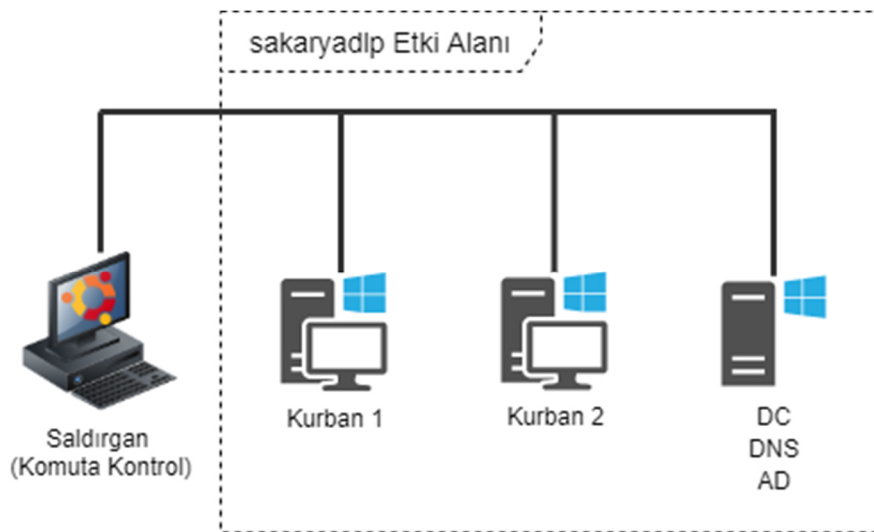 sakaryadlp Etki Alanı
Saldırgan
(Komuta Kontrol)
Kurban 1
Kurban 2
DC
DNS
AD